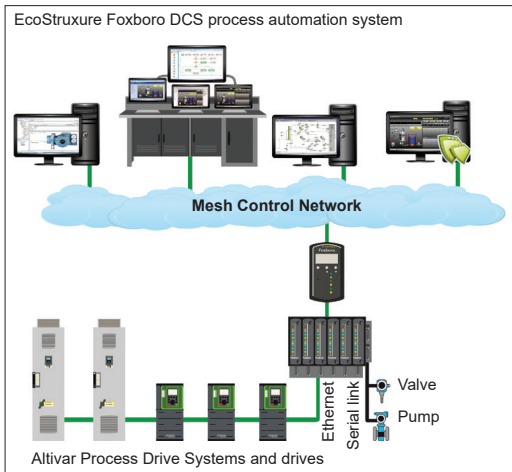 EcoStruxure Foxboro DCS process automation system
Mesh Control Network
Foxboro
Ethernet
Serial link
Valve
Pump
Altivar Process Drive Systems and drives